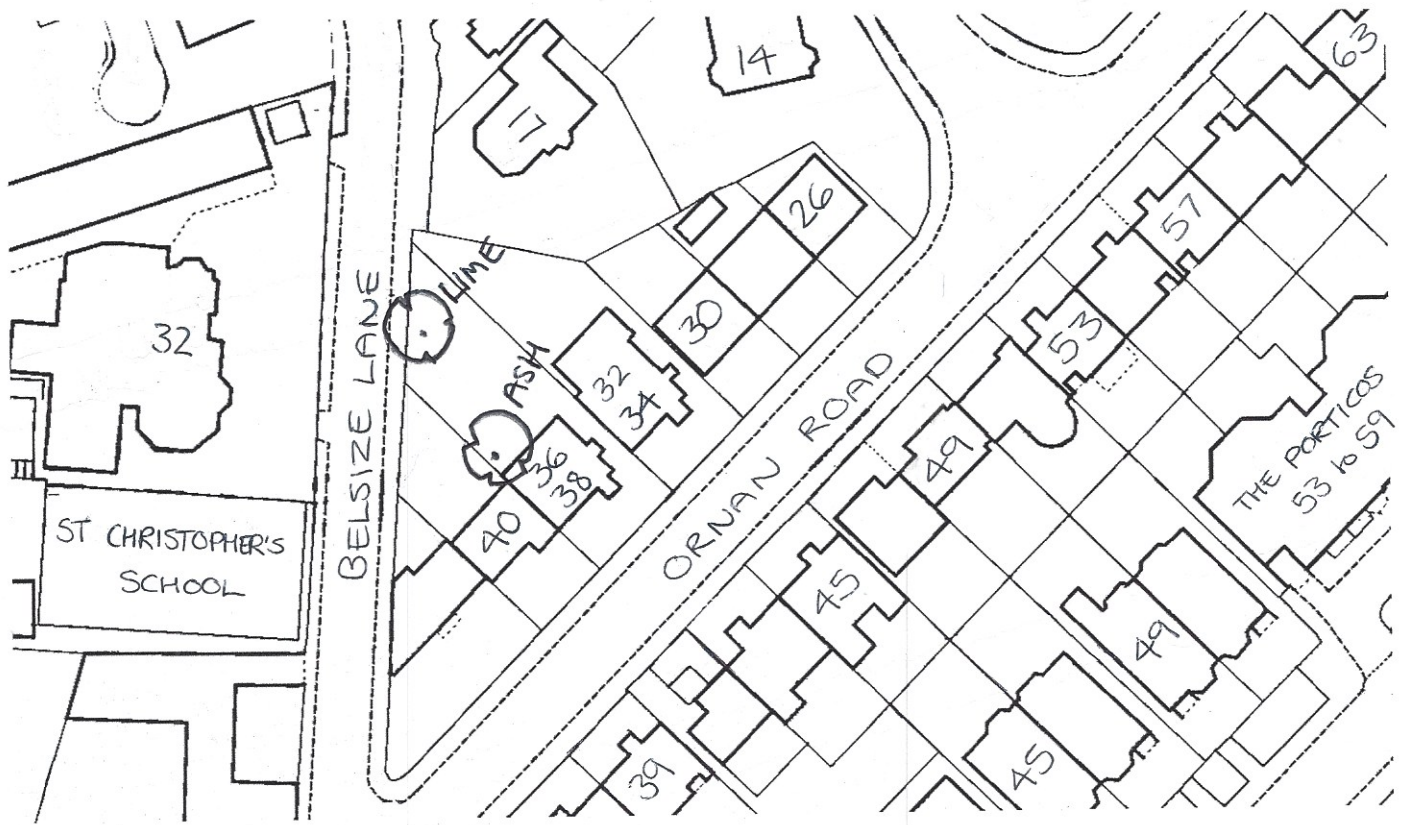 63
14
17
57
26
LIME
30
53
32
BELSIZE LANE
ASH
32
34
ORNAN ROAD
49
36
38
40
THE PORTICOS
53 to 59
ST CHRISTOPHER'S
SCHOOL
45
49
45
39